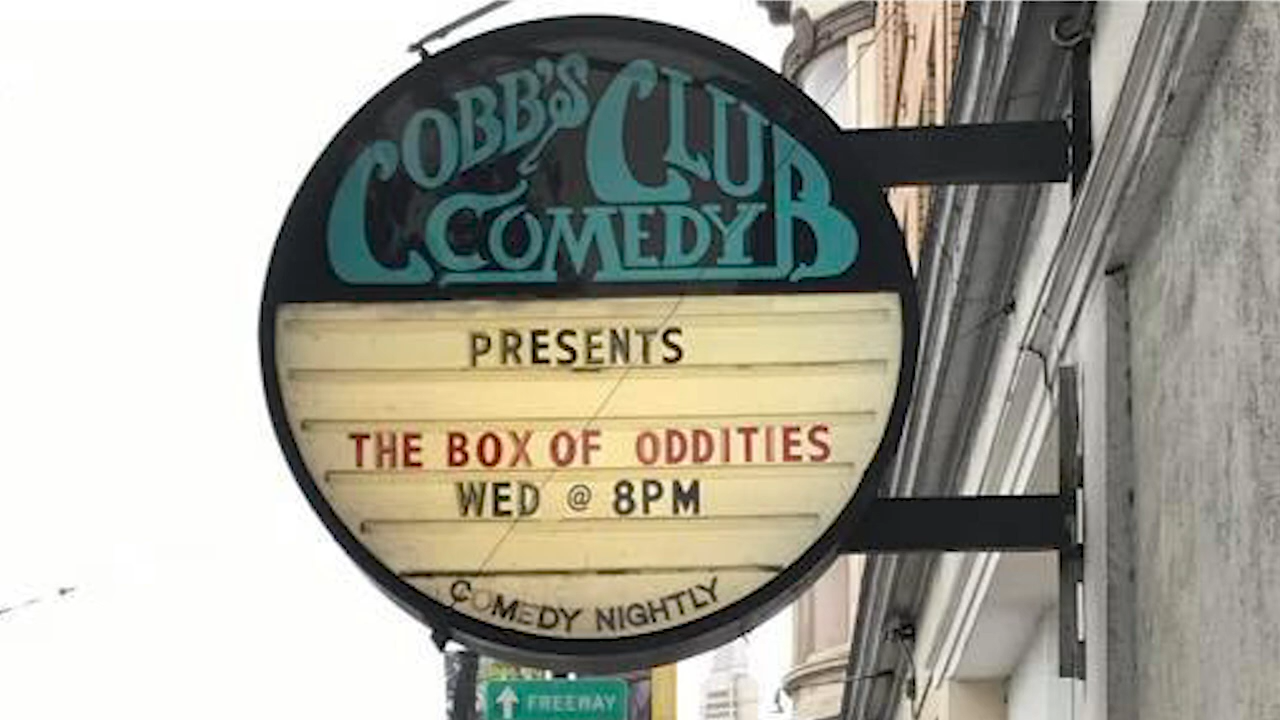 COBB'S CLUB
COMEDY
PRESENTS
THE BOX OF ODDITIES
WED @ 8PM
COMEDY NIGHTLY
FREEWAY